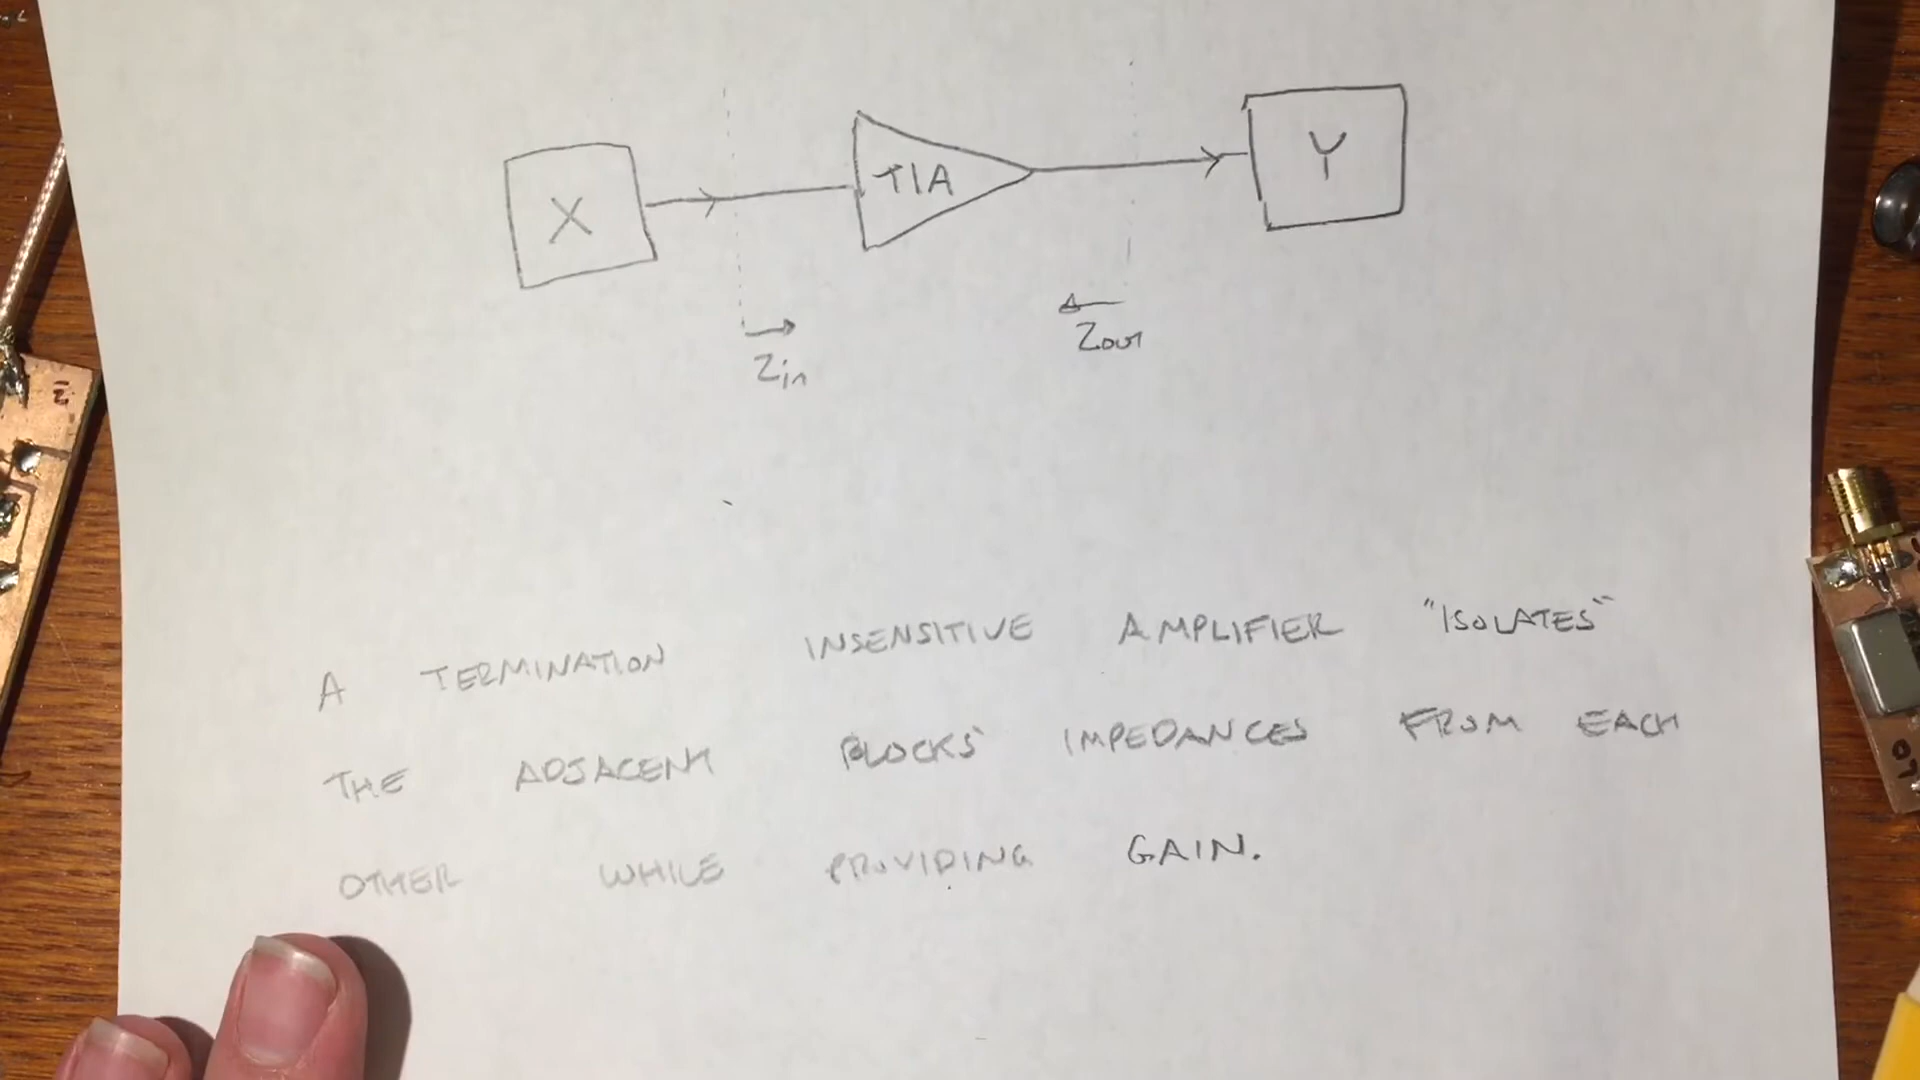 X
TIA
Y
Zin
Zout
A TERMINATION INSENSITIVE AMPLIFIER "ISOLATES"
THE ADJACENT BLOCKS' IMPEDANCES FROM EACH
OTHER WHILE PROVIDING GAIN.